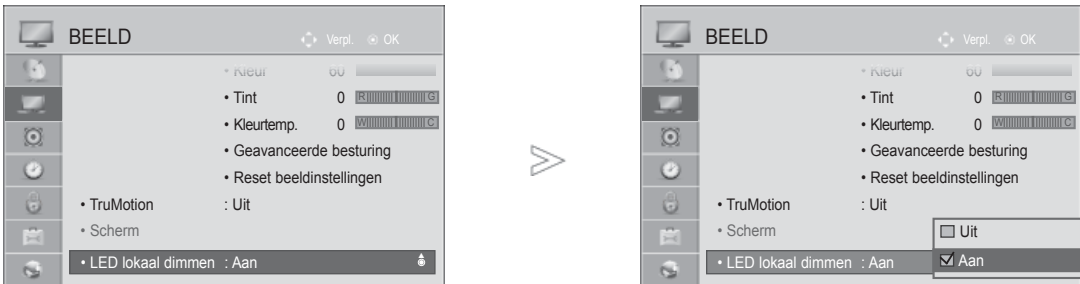 BEELD Verpl. OK
• Kleur 60
• Tint 0 R G
• Kleurtemp. 0 W C
• Geavanceerde besturing
• Reset beeldinstellingen
• TruMotion : Uit
• Scherm
• LED lokaal dimmen : Aan
BEELD Verpl. OK
• Kleur 60
• Tint 0 R G
• Kleurtemp. 0 W C
• Geavanceerde besturing
• Reset beeldinstellingen
• TruMotion : Uit
• Scherm
• LED lokaal dimmen : Aan
Uit
Aan